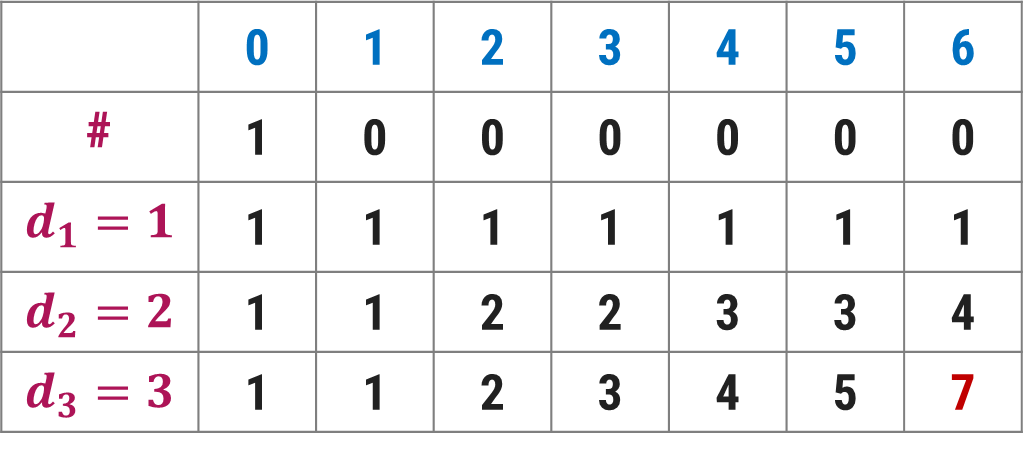 0 1 2 3 4 5 6
# 1 0 0 0 0 0 0
d₁ = 1 1 1 1 1 1 1 1
d₂ = 2 1 1 2 2 3 3 4
d₃ = 3 1 1 2 3 4 5 7